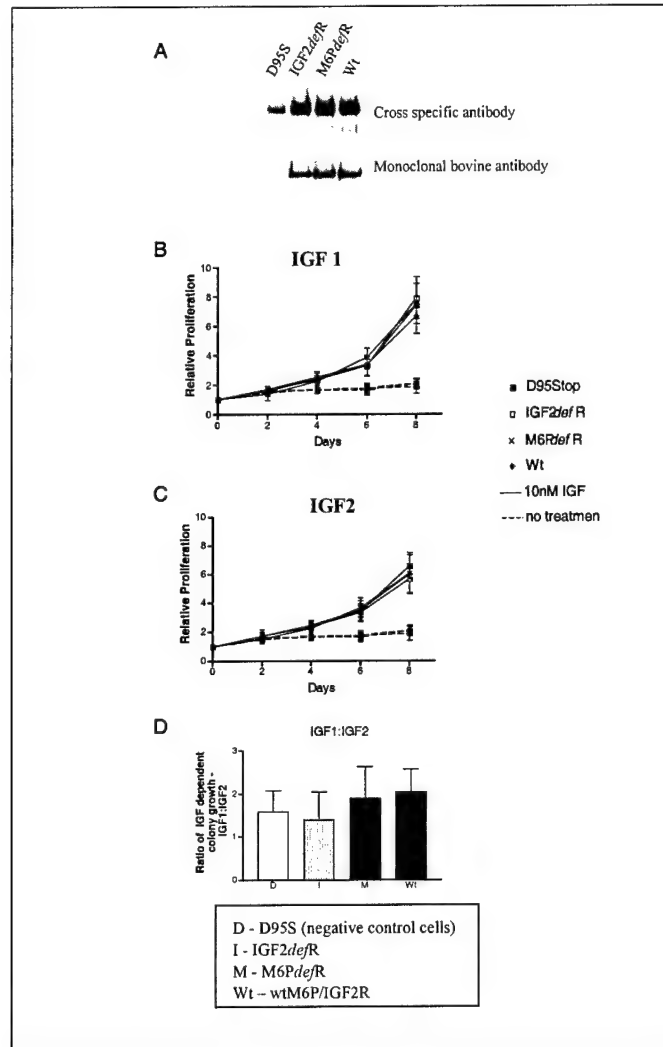 A
D95S IGF2defR M6PdefR Wt
Cross specific antibody
Monoclonal bovine antibody
B
IGF 1
Relative Proliferation
10
8
6
4
2
0
0 2 4 6 8
Days
D95Stop
IGF2defR
M6PdefR
Wt
10nM IGF
no treatmen
C
IGF2
Relative Proliferation
10
8
6
4
2
0
0 2 4 6 8
Days
D
IGF1:IGF2
Ratio of IGF dependent
colony growth -
IGF1:IGF2
3
2
1
0
D I M Wt
D - D95S (negative control cells)
I - IGF2defR
M - M6PdefR
Wt – wtM6P/IGF2R